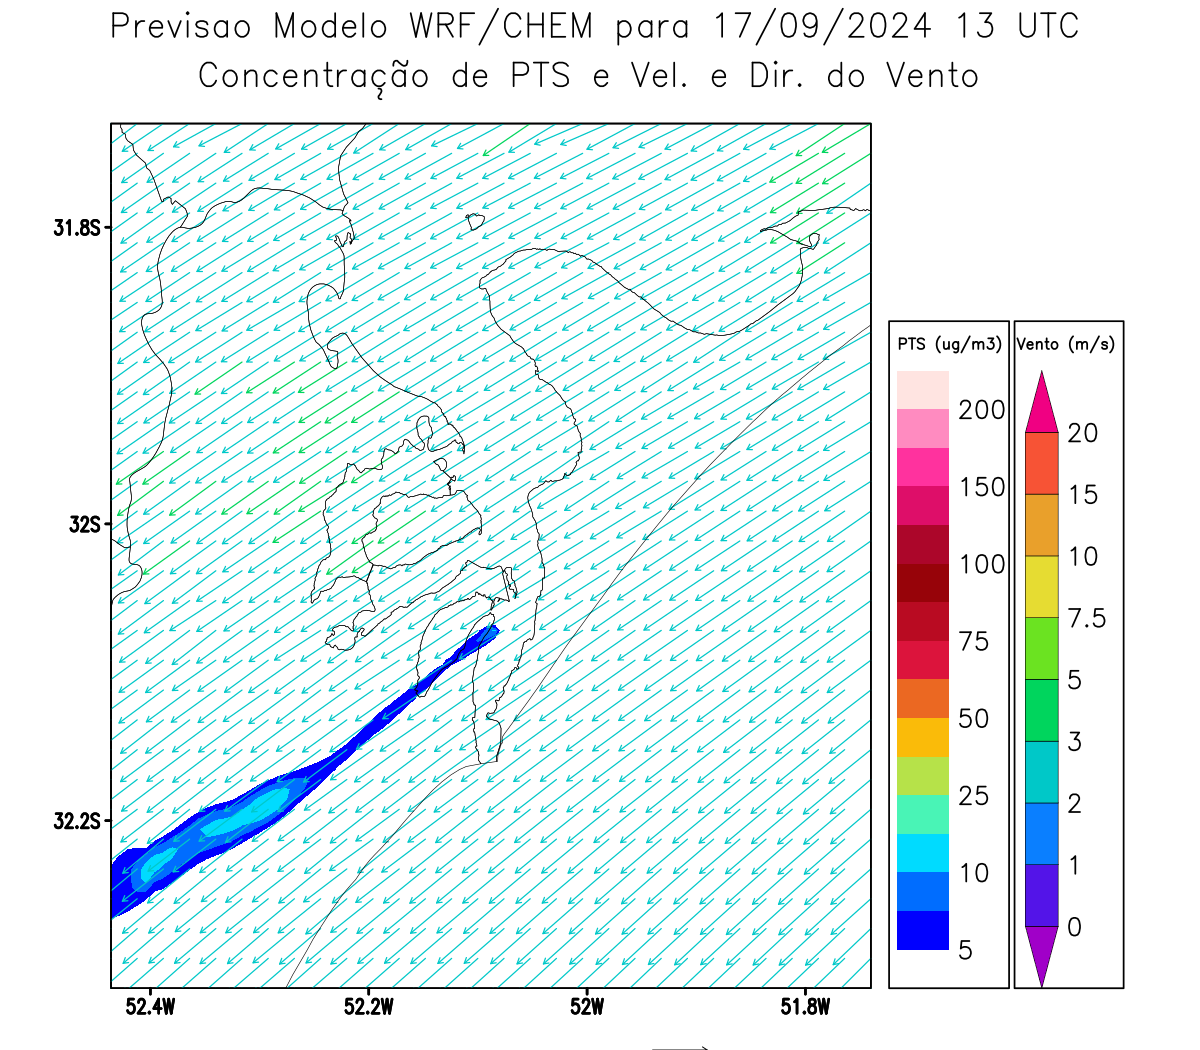 Previsao Modelo WRF/CHEM para 17/09/2024 13 UTC
Concentração de PTS e Vel. e Dir. do Vento
31.8S
32S
32.2S
52.4W 52.2W 52W 51.8W
PTS (ug/m3)
200
150
100
75
50
25
10
5
Vento (m/s)
20
15
10
7.5
5
3
2
1
0